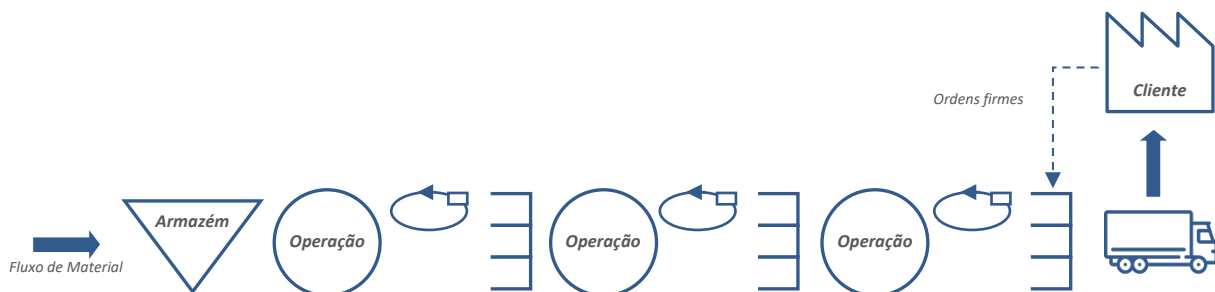 Cliente
Ordens firmes
Armazém
Operação
Operação
Operação
Fluxo de Material